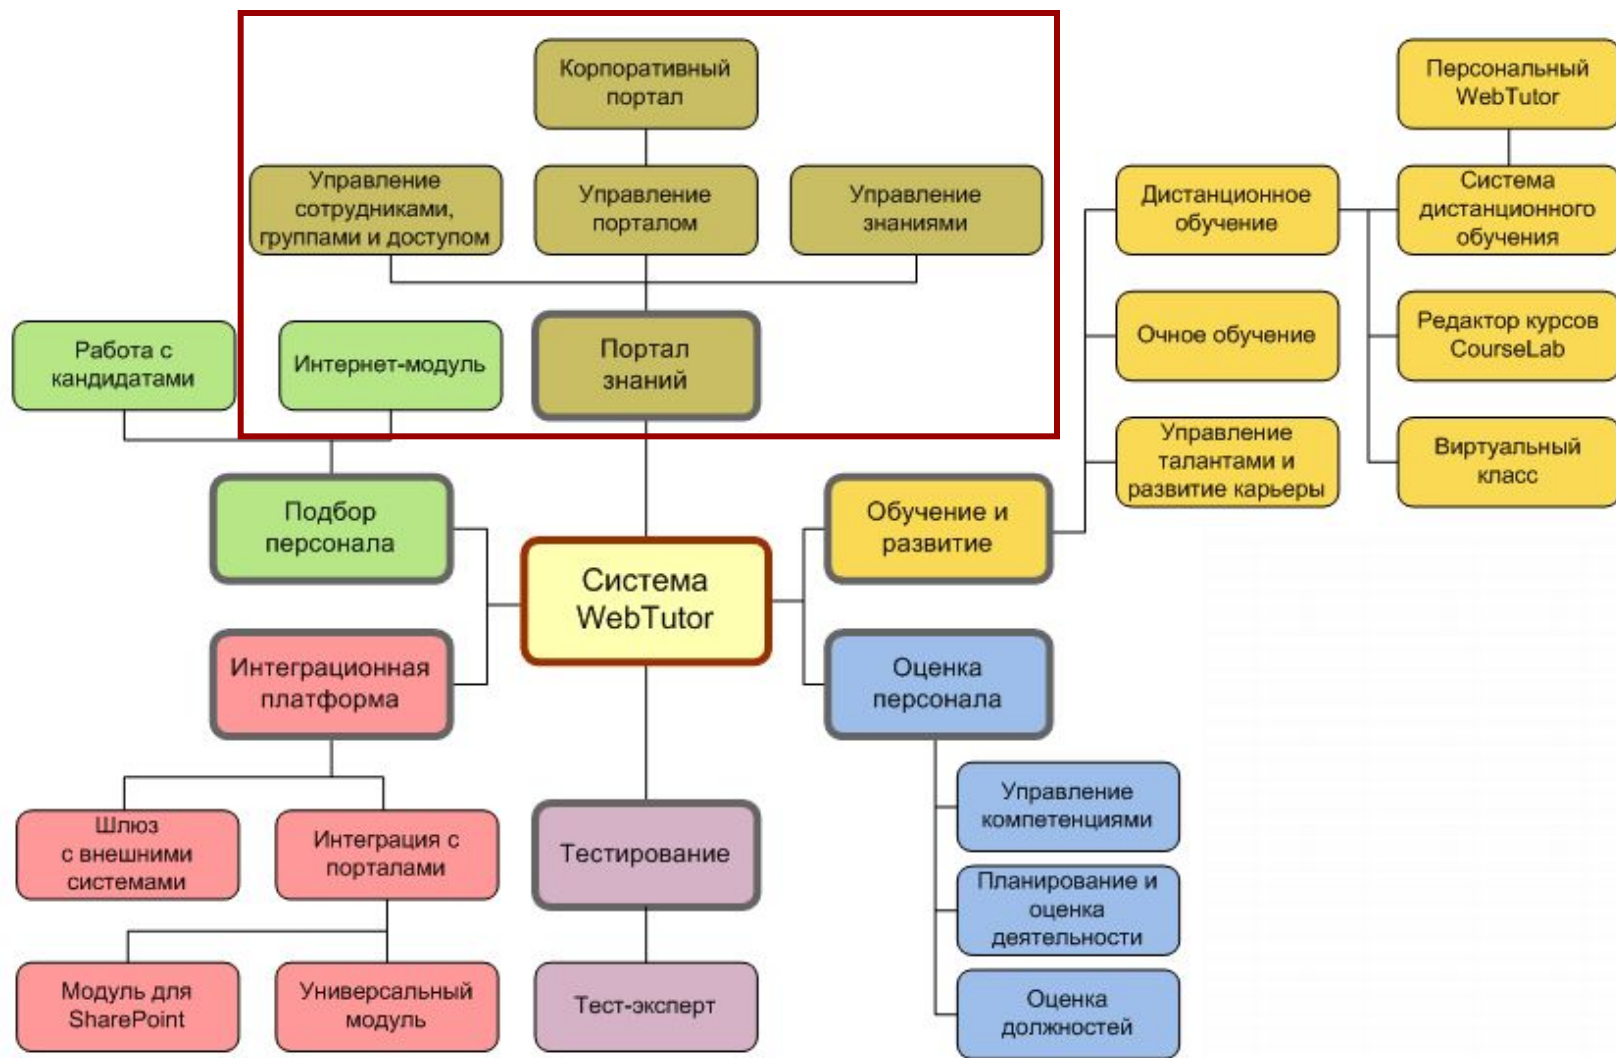 Корпоративный
портал
Персональный
WebTutor
Управление
сотрудниками,
группами и доступом
Управление
порталом
Управление
знаниями
Дистанционное
обучение
Система
дистанционного
обучения
Работа с
кандидатами
Интернет-модуль
Портал
знаний
Очное обучение
Редактор курсов
CourseLab
Управление
талантами и
развитие карьеры
Виртуальный
класс
Подбор
персонала
Обучение и
развитие
Система
WebTutor
Интеграционная
платформа
Оценка
персонала
Шлюз
с внешними
системами
Интеграция с
порталами
Тестирование
Управление
компетенциями
Планирование и
оценка
деятельности
Модуль для
SharePoint
Универсальный
модуль
Тест-эксперт
Оценка
должностей